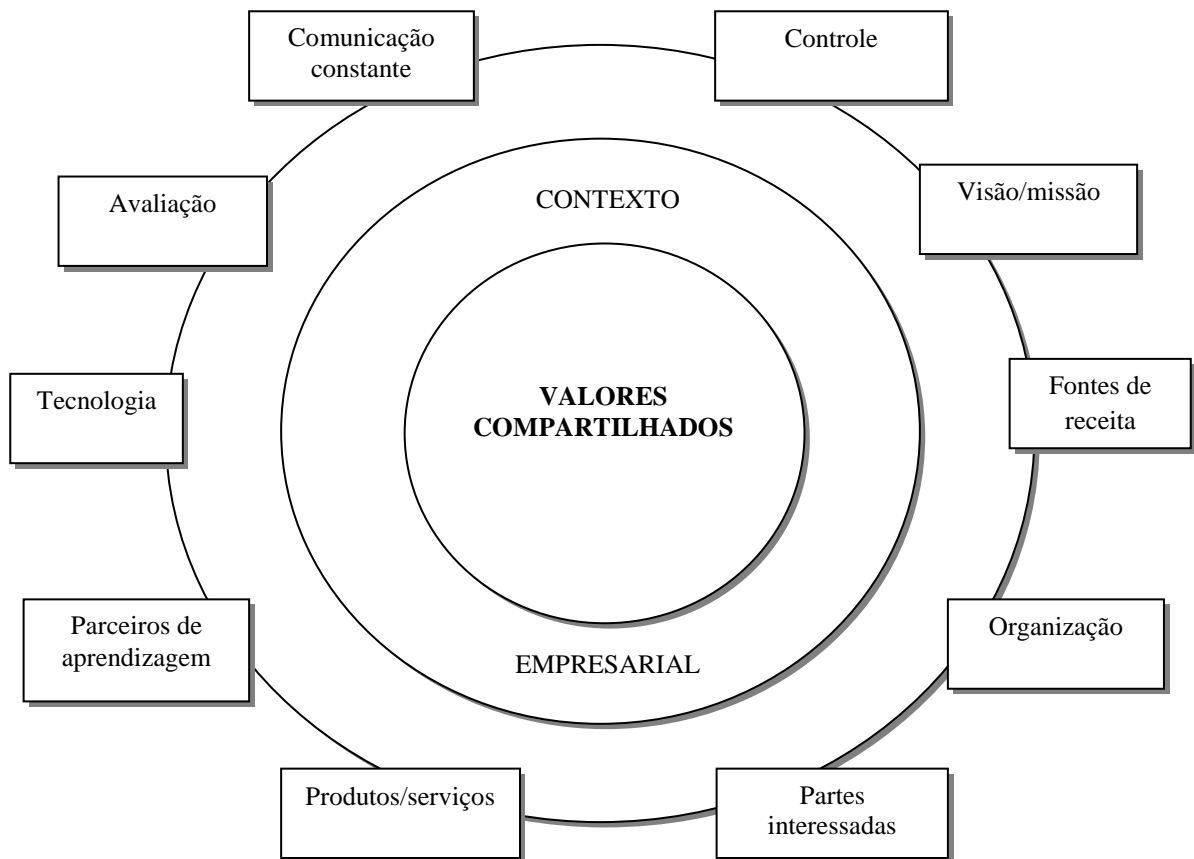 Comunicação
constante
Controle
Avaliação
CONTEXTO
Visão/missão
Tecnologia
VALORES
COMPARTILHADOS
Fontes de
receita
Parceiros de
aprendizagem
EMPRESARIAL
Organização
Produtos/serviços
Partes
interessadas